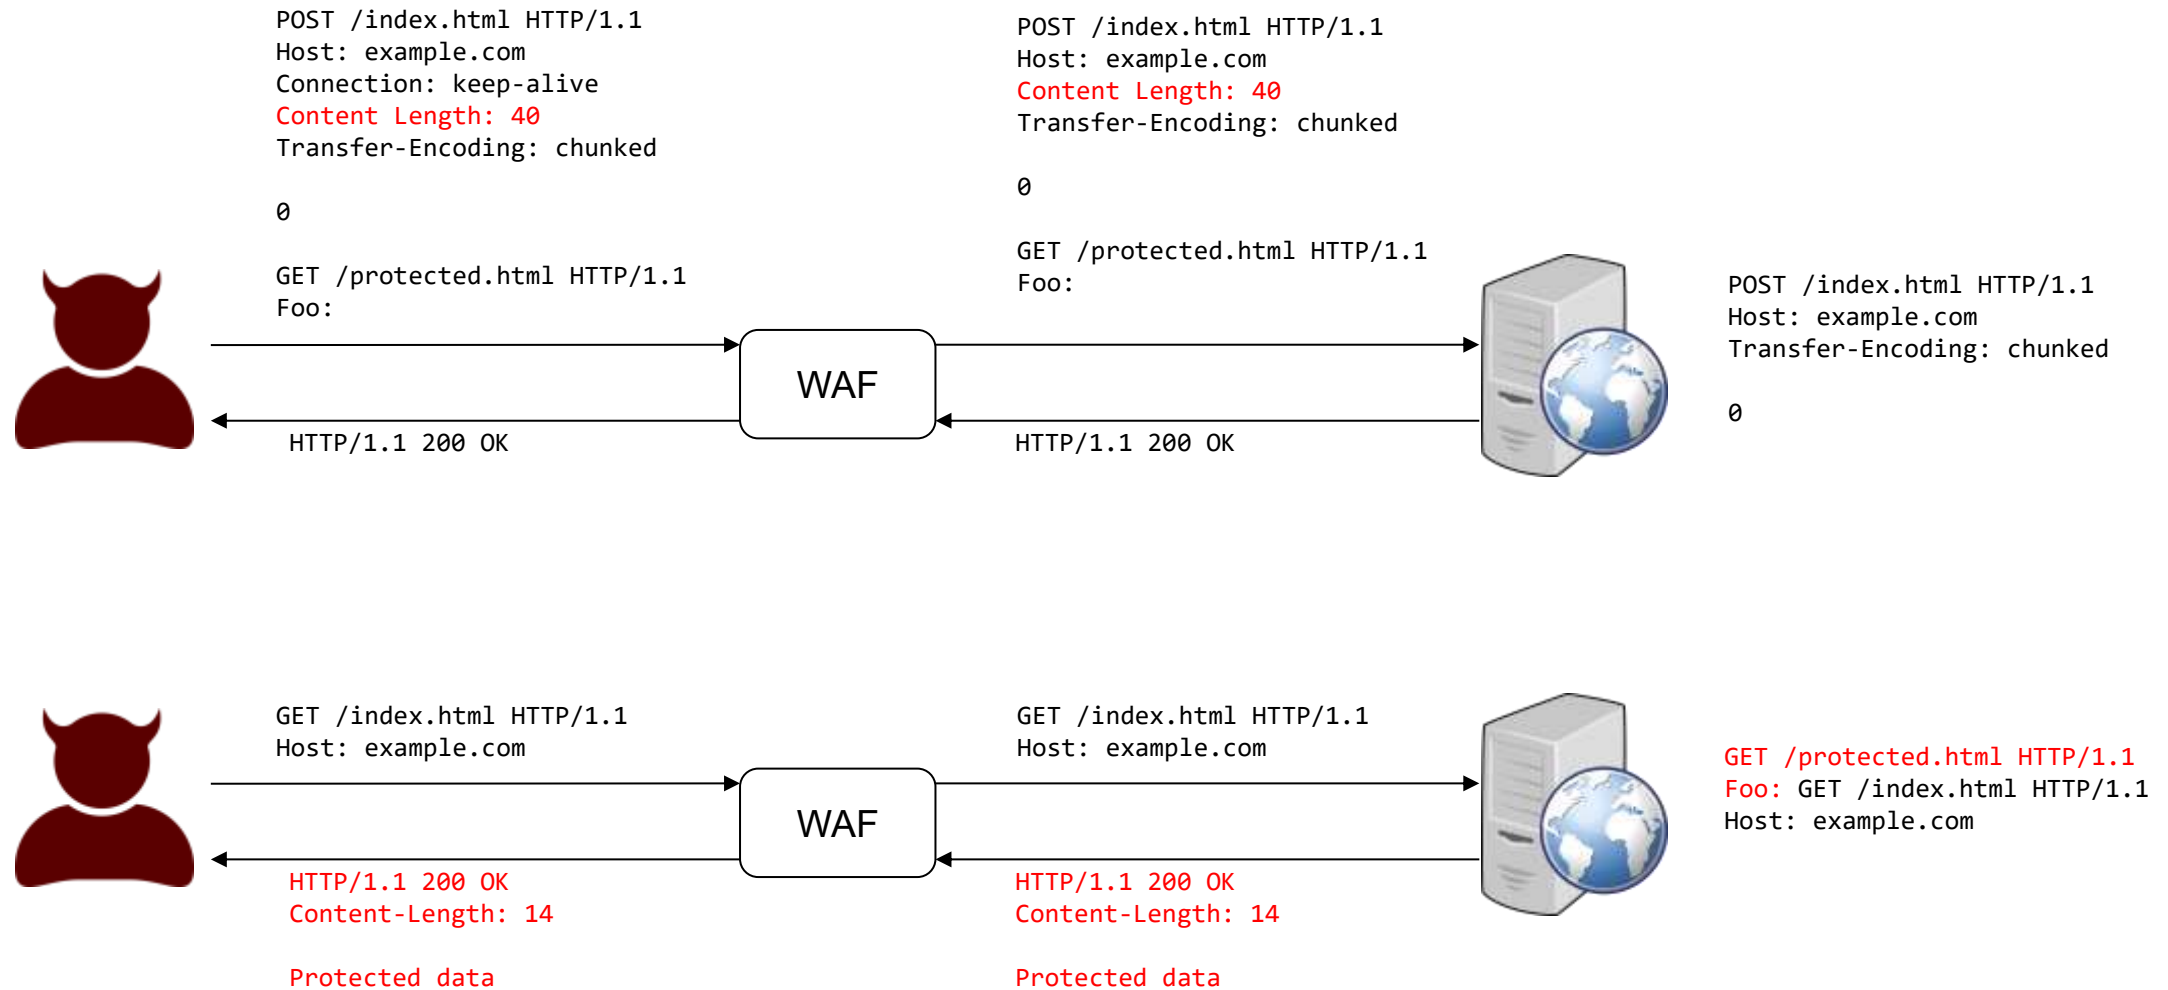 POST /index.html HTTP/1.1
Host: example.com
Connection: keep-alive
Content Length: 40
Transfer-Encoding: chunked
0
GET /protected.html HTTP/1.1
Foo:
POST /index.html HTTP/1.1
Host: example.com
Content Length: 40
Transfer-Encoding: chunked
0
GET /protected.html HTTP/1.1
Foo:
WAF
POST /index.html HTTP/1.1
Host: example.com
Transfer-Encoding: chunked
0
HTTP/1.1 200 OK
HTTP/1.1 200 OK
GET /index.html HTTP/1.1
Host: example.com
GET /index.html HTTP/1.1
Host: example.com
WAF
GET /protected.html HTTP/1.1
Foo: GET /index.html HTTP/1.1
Host: example.com
HTTP/1.1 200 OK
Content-Length: 14
Protected data
HTTP/1.1 200 OK
Content-Length: 14
Protected data